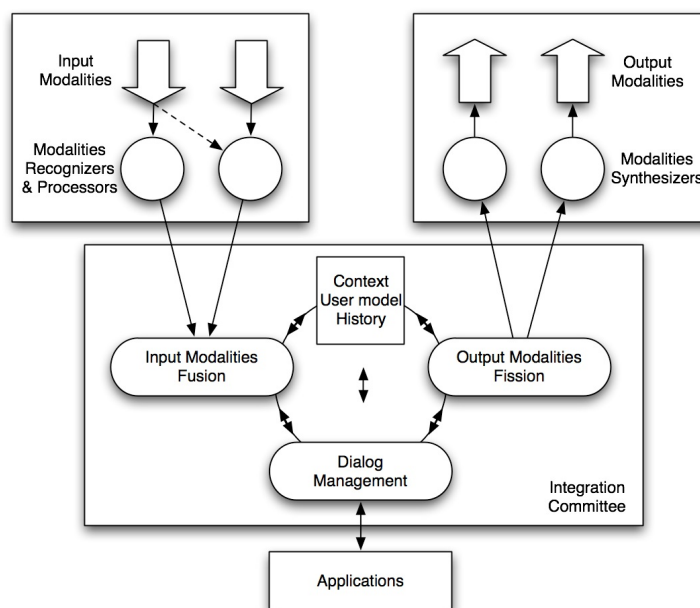 Input
Modalities
Modalities
Recognizers
& Processors
Output
Modalities
Modalities
Synthesizers
Context
User model
History
Input Modalities
Fusion
Output Modalities
Fission
Dialog
Management
Integration
Committee
Applications